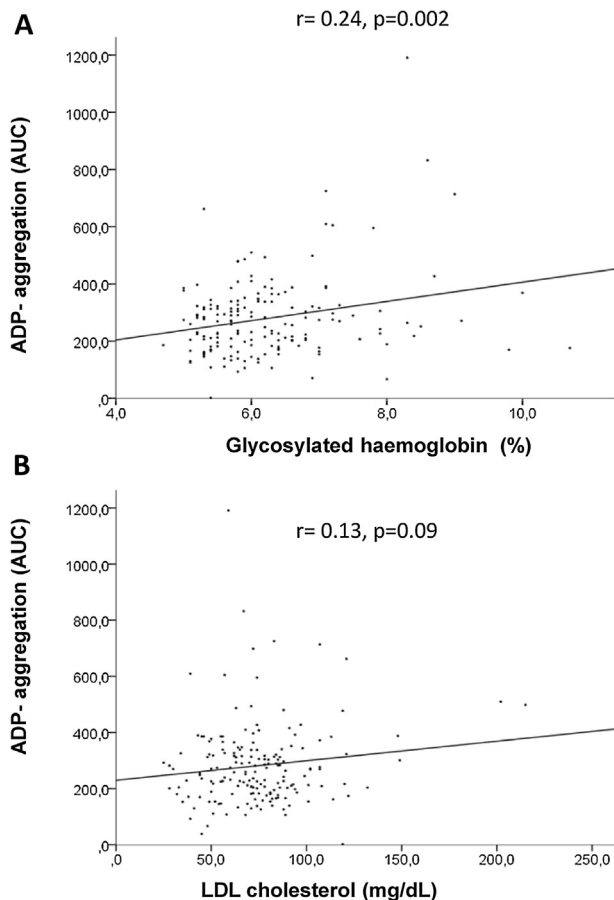 A
r= 0.24, p=0.002
ADP- aggregation (AUC)
1200,0
1000,0
800,0
600,0
400,0
200,0
,0
4,0 6,0 8,0 10,0
Glycosylated haemoglobin (%)
B
r= 0.13, p=0.09
ADP- aggregation (AUC)
1200,0
1000,0
800,0
600,0
400,0
200,0
,0
,0 50,0 100,0 150,0 200,0 250,0
LDL cholesterol (mg/dL)